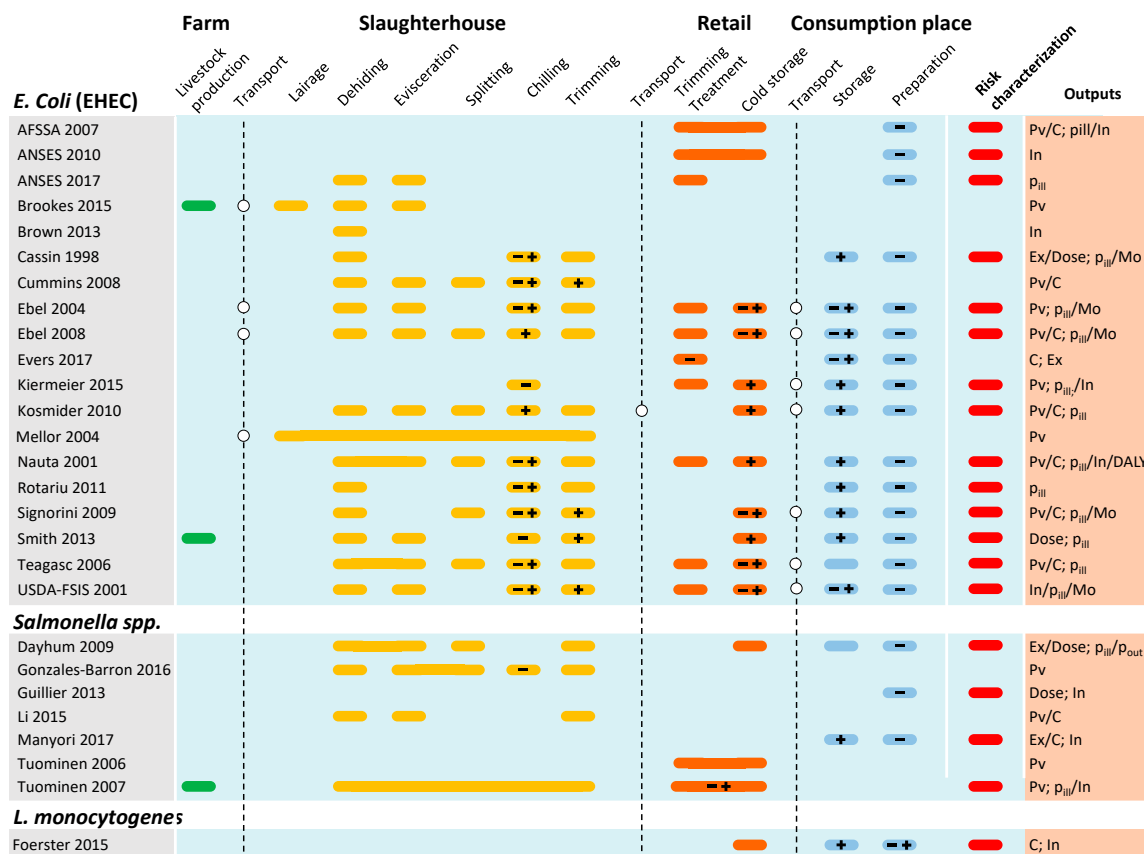 Farm Slaughterhouse Retail Consumption place
Livestock production Transport Lairage Dehiding Evisceration Splitting Chilling Trimming Transport Trimming Treatment Cold storage Transport Storage Preparation Risk characterization Outputs
E. Coli (EHEC)
AFSSA 2007 − Pv/C; pill/In
ANSES 2010 − In
ANSES 2017 − pill
Brookes 2015 Pv
Brown 2013 In
Cassin 1998 − + + − Ex/Dose; pill/Mo
Cummins 2008 − + + Pv/C
Ebel 2004 − + − + − + − Pv; pill/Mo
Ebel 2008 + − + − + − Pv/C; pill/Mo
Evers 2017 − − + − C; Ex
Kiermeier 2015 − + + − Pv; pill;/In
Kosmider 2010 + + + − Pv/C; pill
Mellor 2004 Pv
Nauta 2001 − + + + − Pv/C; pill/In/DALY
Rotariu 2011 − + + − pill
Signorini 2009 − + + − + + − Pv/C; pill/Mo
Smith 2013 − + + + − Dose; pill
Teagasc 2006 − + − + − Pv/C; pill
USDA-FSIS 2001 − + + − + − + − In/pill/Mo
Salmonella spp.
Dayhum 2009 − Ex/Dose; pill/pout
Gonzales-Barron 2016 − Pv
Guillier 2013 − Dose; In
Li 2015 Pv/C
Manyori 2017 + − Ex/C; In
Tuominen 2006 Pv
Tuominen 2007 − + Pv; pill/In
L. monocytogenes
Foerster 2015 + − + C; In